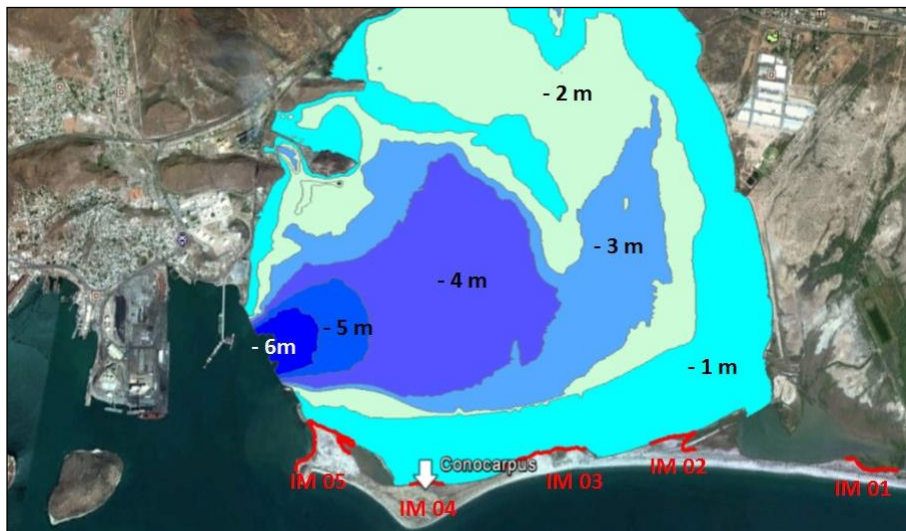 - 2 m
- 3 m
- 4 m
- 5 m
- 6m
- 1 m
Conocarpus
IM 05
IM 04
IM 03
IM 02
IM 01